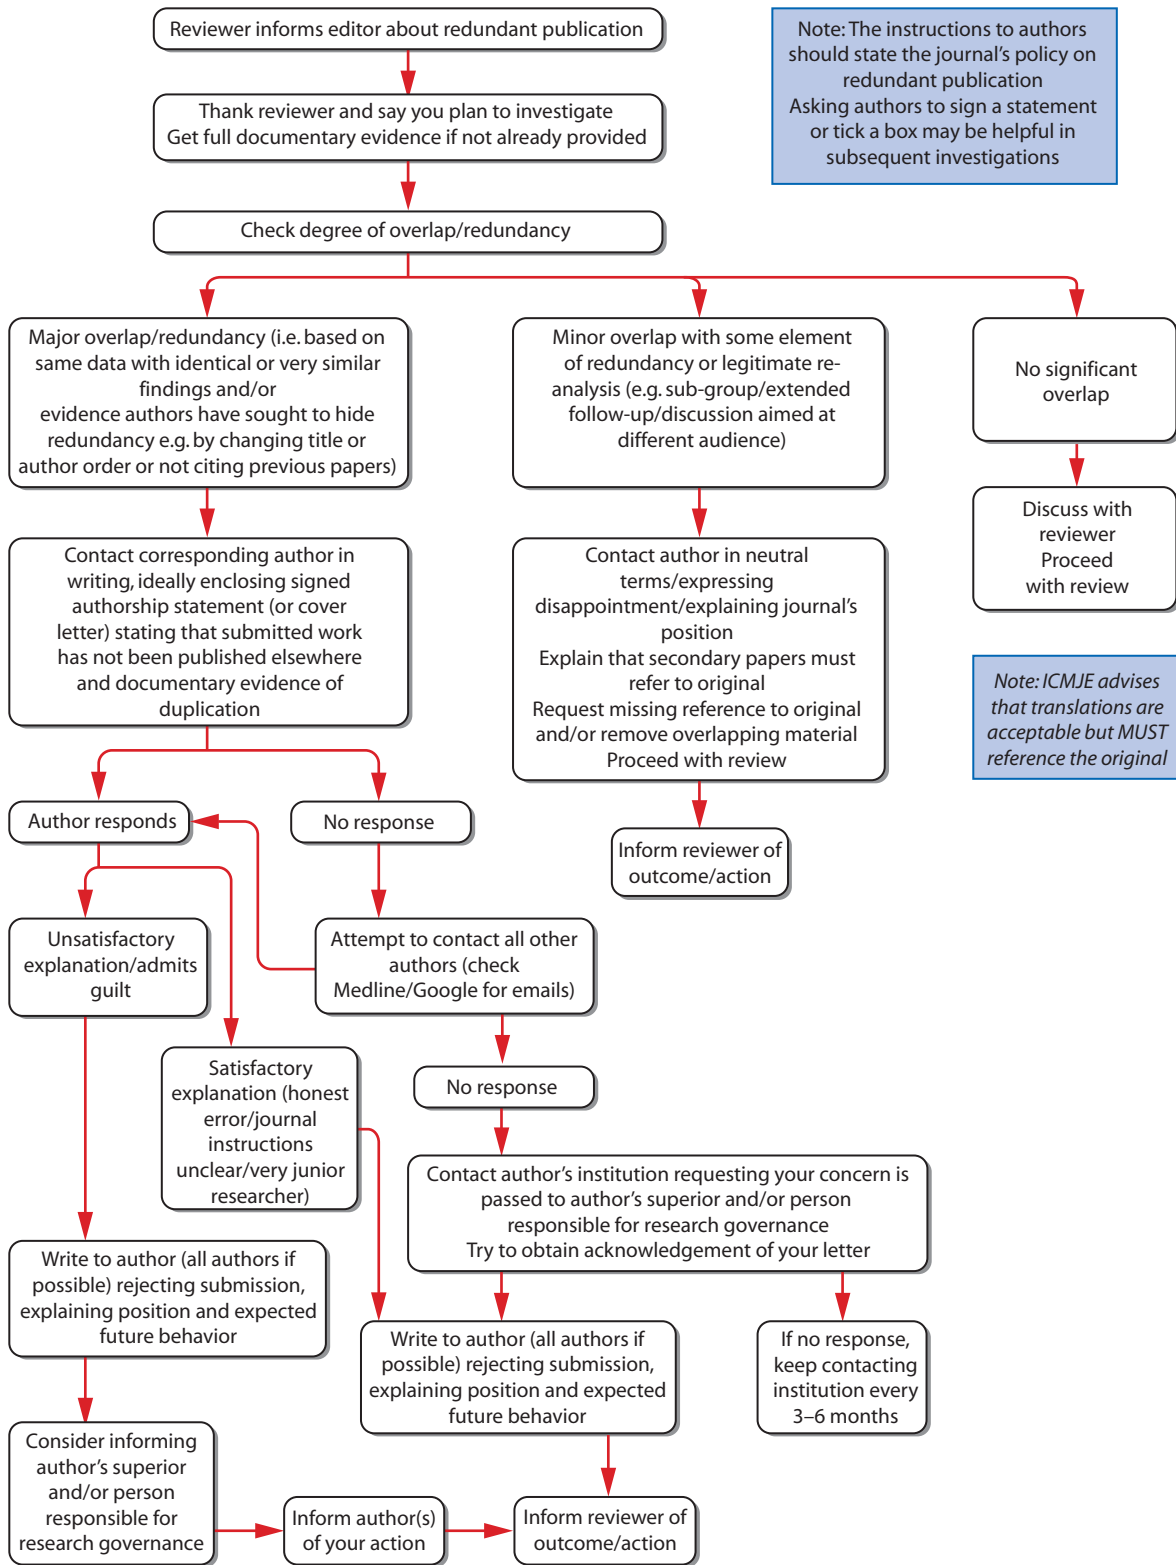 Reviewer informs editor about redundant publication
Note: The instructions to authors
should state the journal's policy on
redundant publication
Asking authors to sign a statement
or tick a box may be helpful in
subsequent investigations
Thank reviewer and say you plan to investigate
Get full documentary evidence if not already provided
Check degree of overlap/redundancy
Major overlap/redundancy (i.e. based on
same data with identical or very similar
findings and/or
evidence authors have sought to hide
redundancy e.g. by changing title or
author order or not citing previous papers)
Minor overlap with some element
of redundancy or legitimate re-
analysis (e.g. sub-group/extended
follow-up/discussion aimed at
different audience)
No significant
overlap
Contact corresponding author in
writing, ideally enclosing signed
authorship statement (or cover
letter) stating that submitted work
has not been published elsewhere
and documentary evidence of
duplication
Contact author in neutral
terms/expressing
disappointment/explaining journal's
position
Explain that secondary papers must
refer to original
Request missing reference to original
and/or remove overlapping material
Proceed with review
Discuss with
reviewer
Proceed
with review
Note: ICMJE advises
that translations are
acceptable but MUST
reference the original
Author responds
No response
Inform reviewer of
outcome/action
Unsatisfactory
explanation/admits
guilt
Attempt to contact all other
authors (check
Medline/Google for emails)
Satisfactory
explanation (honest
error/journal
instructions
unclear/very junior
researcher)
No response
Contact author's institution requesting your concern is
passed to author's superior and/or person
responsible for research governance
Try to obtain acknowledgement of your letter
Write to author (all authors if
possible) rejecting submission,
explaining position and expected
future behavior
Write to author (all authors if
possible) rejecting submission,
explaining position and expected
future behavior
If no response,
keep contacting
institution every
3–6 months
Consider informing
author's superior
and/or person
responsible for
research governance
Inform author(s)
of your action
Inform reviewer of
outcome/action